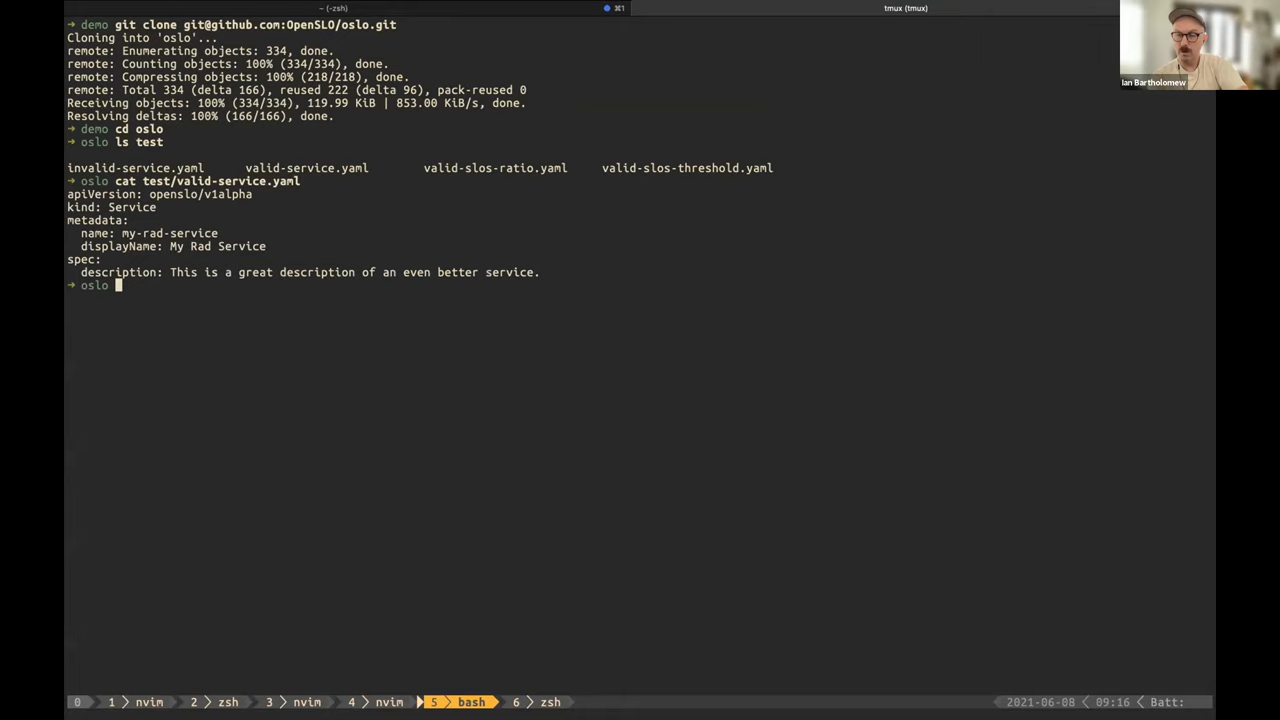 ~ (-zsh) ⌘1 tmux (tmux)
➜ demo git clone git@github.com:OpenSLO/oslo.git
Cloning into 'oslo'...
remote: Enumerating objects: 334, done.
remote: Counting objects: 100% (334/334), done.
remote: Compressing objects: 100% (218/218), done.
remote: Total 334 (delta 166), reused 222 (delta 96), pack-reused 0
Receiving objects: 100% (334/334), 119.99 KiB | 853.00 KiB/s, done.
Resolving deltas: 100% (166/166), done.
➜ demo cd oslo
➜ oslo ls test
invalid-service.yaml valid-service.yaml valid-slos-ratio.yaml valid-slos-threshold.yaml
➜ oslo cat test/valid-service.yaml
apiVersion: openslo/v1alpha
kind: Service
metadata:
  name: my-rad-service
  displayName: My Rad Service
spec:
  description: This is a great description of an even better service.
➜ oslo
Ian Bartholomew
0 1 nvim 2 zsh 3 nvim 4 nvim 5 bash 6 zsh 2021-06-08 09:16 Batt: